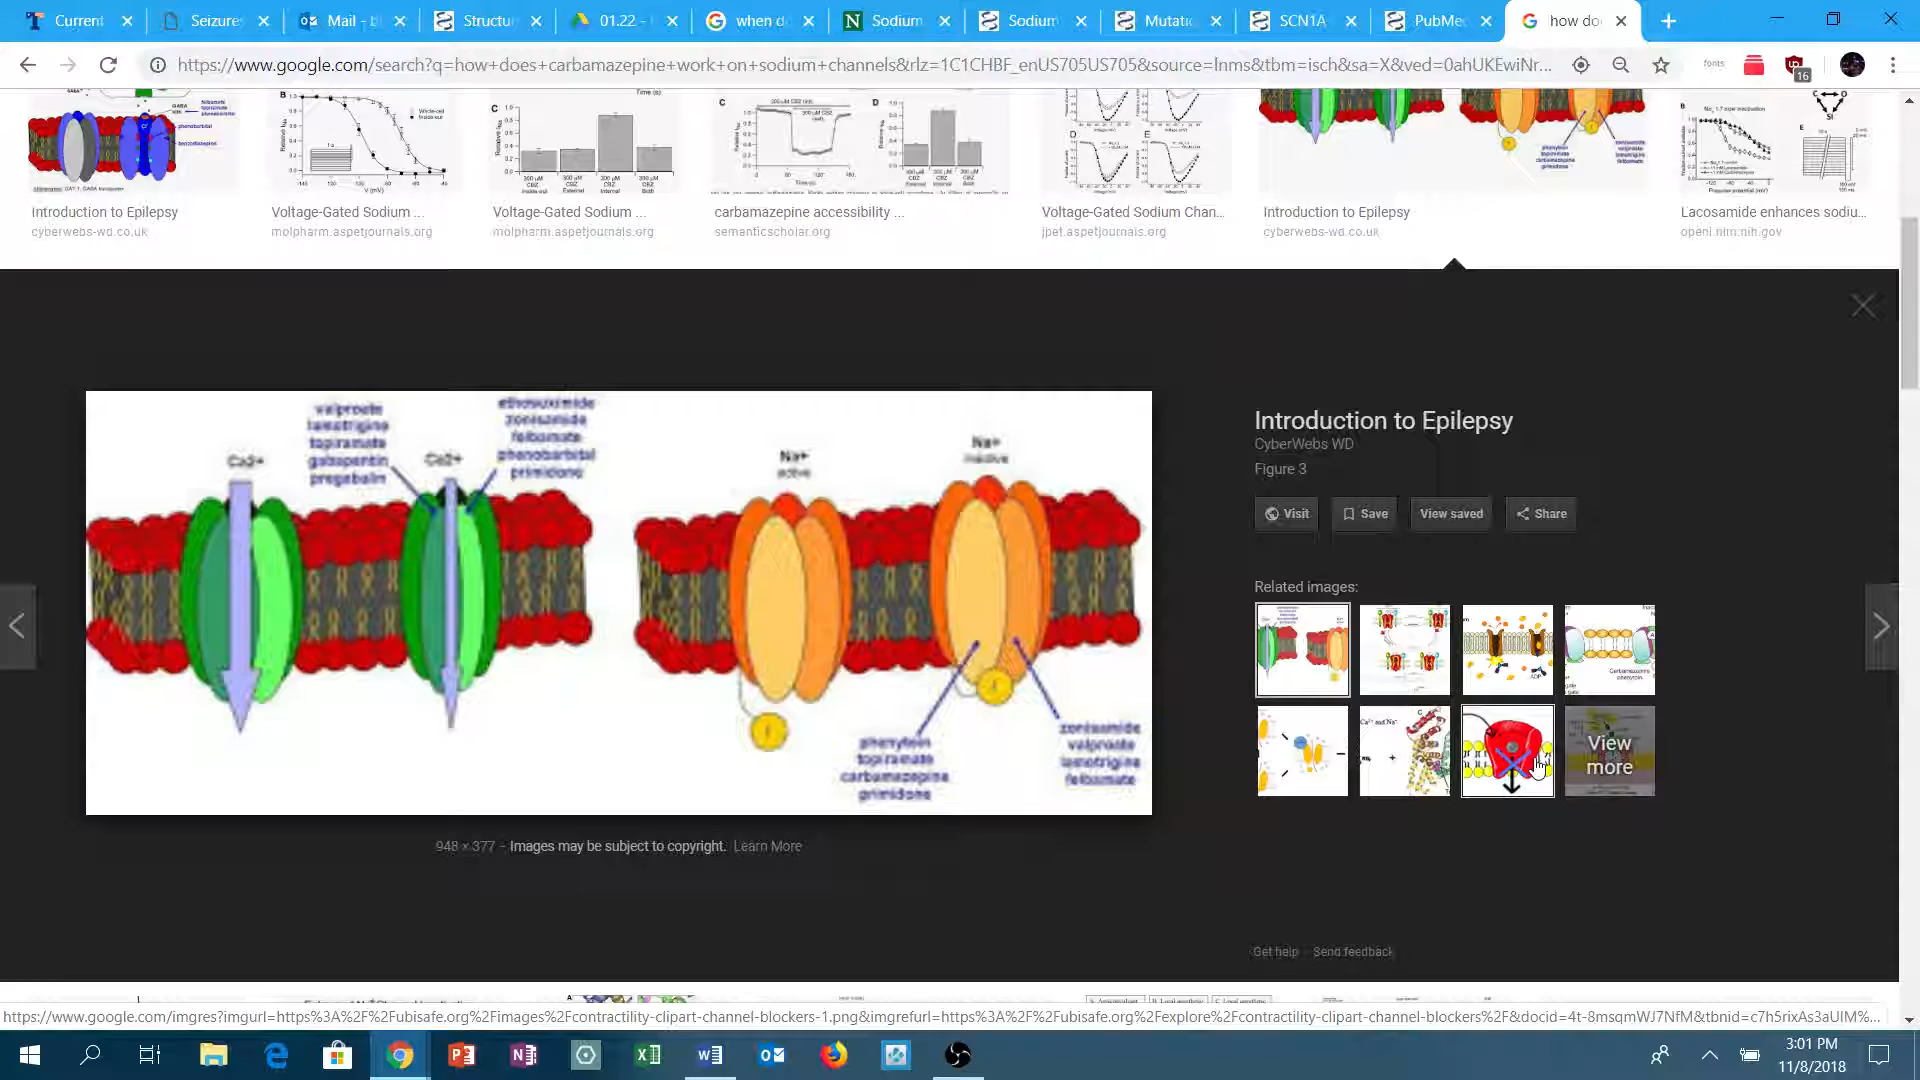 Current
Seizure
Mail - b
Structu
01.22 -
when d
Sodium
Sodium
Mutatic
SCN1A
PubMe
how do
https://www.google.com/search?q=how+does+carbamazepine+work+on+sodium+channels&rlz=1C1CHBF_enUS705US705&source=lnms&tbm=isch&sa=X&ved=0ahUKEwiNr...
fonts
16
Introduction to Epilepsy
cyberwebs-wd.co.uk
Voltage-Gated Sodium ...
molpharm.aspetjournals.org
Voltage-Gated Sodium ...
molpharm.aspetjournals.org
carbamazepine accessibility ...
semanticscholar.org
Voltage-Gated Sodium Chan...
jpet.aspetjournals.org
Introduction to Epilepsy
cyberwebs-wd.co.uk
Lacosamide enhances sodiu...
openi.nlm.nih.gov
valproate
lamotrigine
topiramate
gabapentin
pregabalin
ethosuximide
zonisamide
felbamate
phenobarbital
primidone
Ca2+
Ca2+
Na+
active
Na+
inactive
phenytoin
topiramate
carbamazepine
primidone
zonisamide
valproate
lamotrigine
felbamate
Introduction to Epilepsy
CyberWebs WD
Figure 3
Visit
Save
View saved
Share
Related images:
View
more
948 × 377 - Images may be subject to copyright. Learn More
Get help
Send feedback
https://www.google.com/imgres?imgurl=https%3A%2F%2Fubisafe.org%2Fimages%2Fcontractility-clipart-channel-blockers-1.png&imgrefurl=https%3A%2F%2Fubisafe.org%2Fexplore%2Fcontractility-clipart-channel-blockers%2F&docid=4t-8msqmWJ7NfM&tbnid=c7h5rixAs3aUIM%...
3:01 PM
11/8/2018